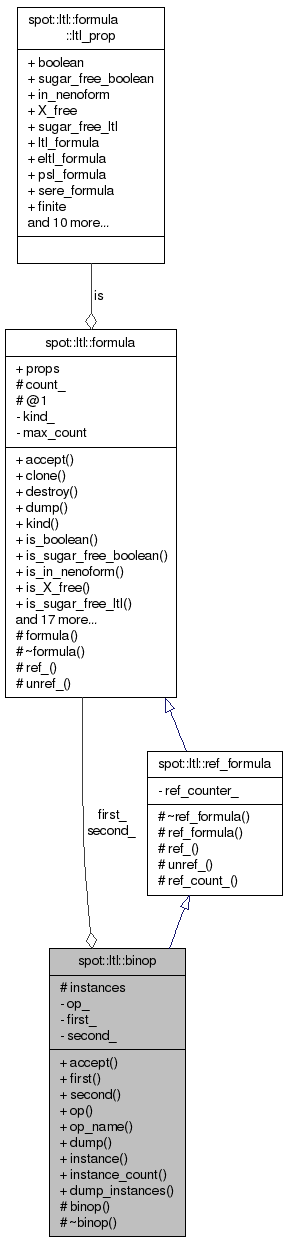 spot::ltl::formula
::ltl_prop
+ boolean
+ sugar_free_boolean
+ in_nenoform
+ X_free
+ sugar_free_ltl
+ ltl_formula
+ eltl_formula
+ psl_formula
+ sere_formula
+ finite
and 10 more...
is
spot::ltl::formula
+ props
# count_
# @1
- kind_
- max_count
+ accept()
+ clone()
+ destroy()
+ dump()
+ kind()
+ is_boolean()
+ is_sugar_free_boolean()
+ is_in_nenoform()
+ is_X_free()
+ is_sugar_free_ltl()
and 17 more...
# formula()
# ~formula()
# ref_()
# unref_()
spot::ltl::ref_formula
- ref_counter_
# ~ref_formula()
# ref_formula()
# ref_()
# unref_()
# ref_count_()
first_
second_
spot::ltl::binop
# instances
- op_
- first_
- second_
+ accept()
+ first()
+ second()
+ op()
+ op_name()
+ dump()
+ instance()
+ instance_count()
+ dump_instances()
# binop()
# ~binop()